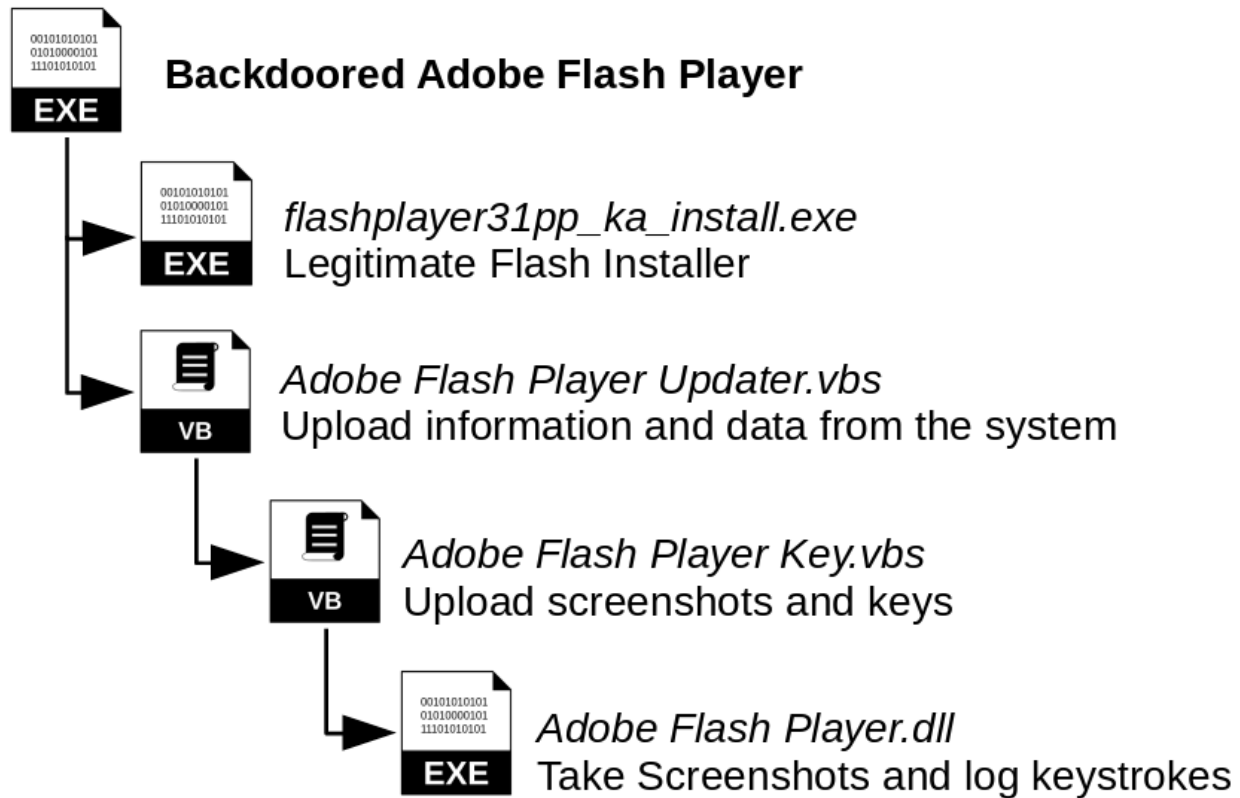 00101010101
01010000101
11101010101
EXE
Backdoored Adobe Flash Player
00101010101
01010000101
11101010101
EXE
flashplayer31pp_ka_install.exe
Legitimate Flash Installer
VB
Adobe Flash Player Updater.vbs
Upload information and data from the system
VB
Adobe Flash Player Key.vbs
Upload screenshots and keys
00101010101
01010000101
11101010101
EXE
Adobe Flash Player.dll
Take Screenshots and log keystrokes